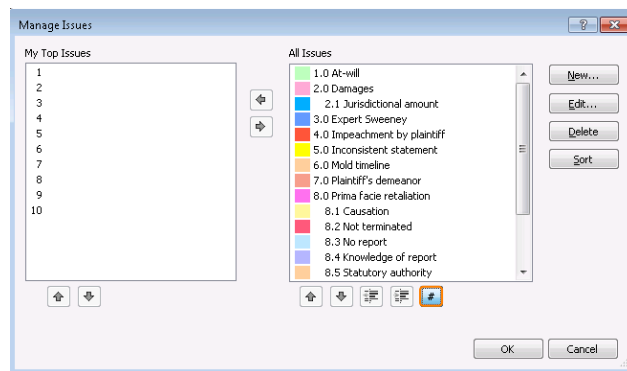 Manage Issues
My Top Issues
1
2
3
4
5
6
7
8
9
10
All Issues
1.0 At-will
2.0 Damages
2.1 Jurisdictional amount
3.0 Expert Sweeney
4.0 Impeachment by plaintiff
5.0 Inconsistent statement
6.0 Mold timeline
7.0 Plaintiff's demeanor
8.0 Prima facie retaliation
8.1 Causation
8.2 Not terminated
8.3 No report
8.4 Knowledge of report
8.5 Statutory authority
New...
Edit...
Delete
Sort
#
OK
Cancel